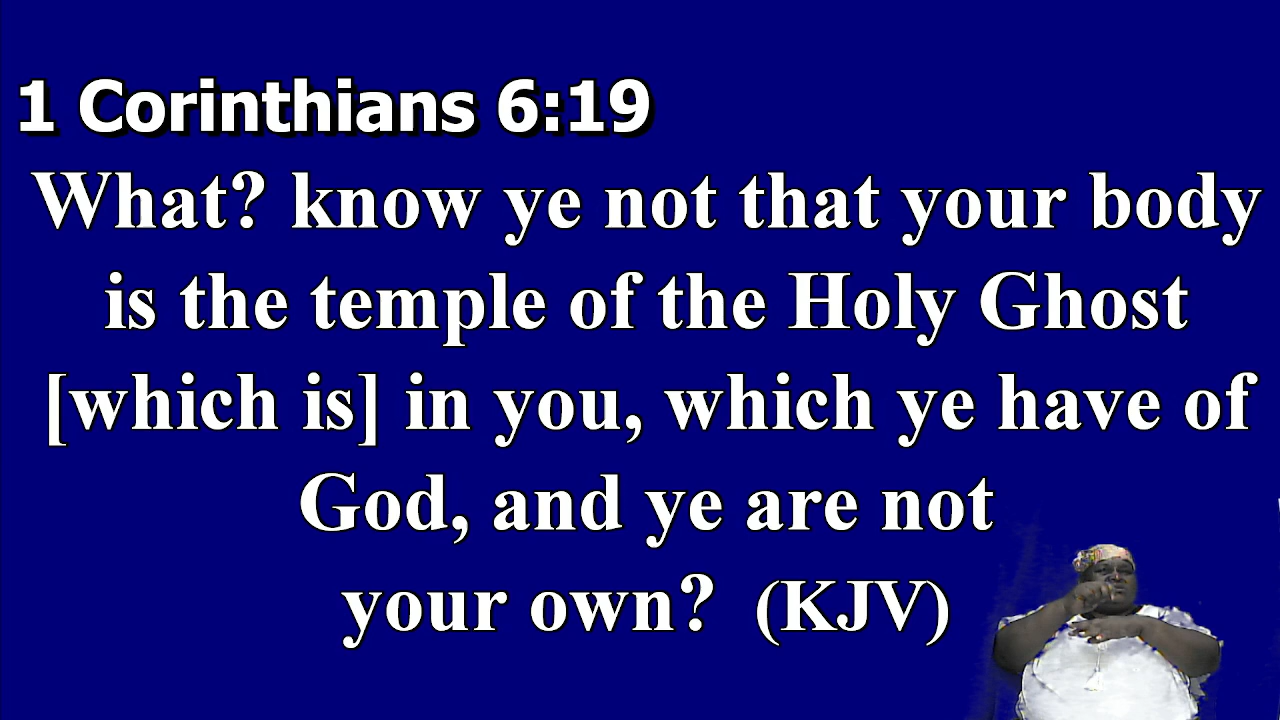 1 Corinthians 6:19
What? know ye not that your body
is the temple of the Holy Ghost
[which is] in you, which ye have of
God, and ye are not
your own? (KJV)